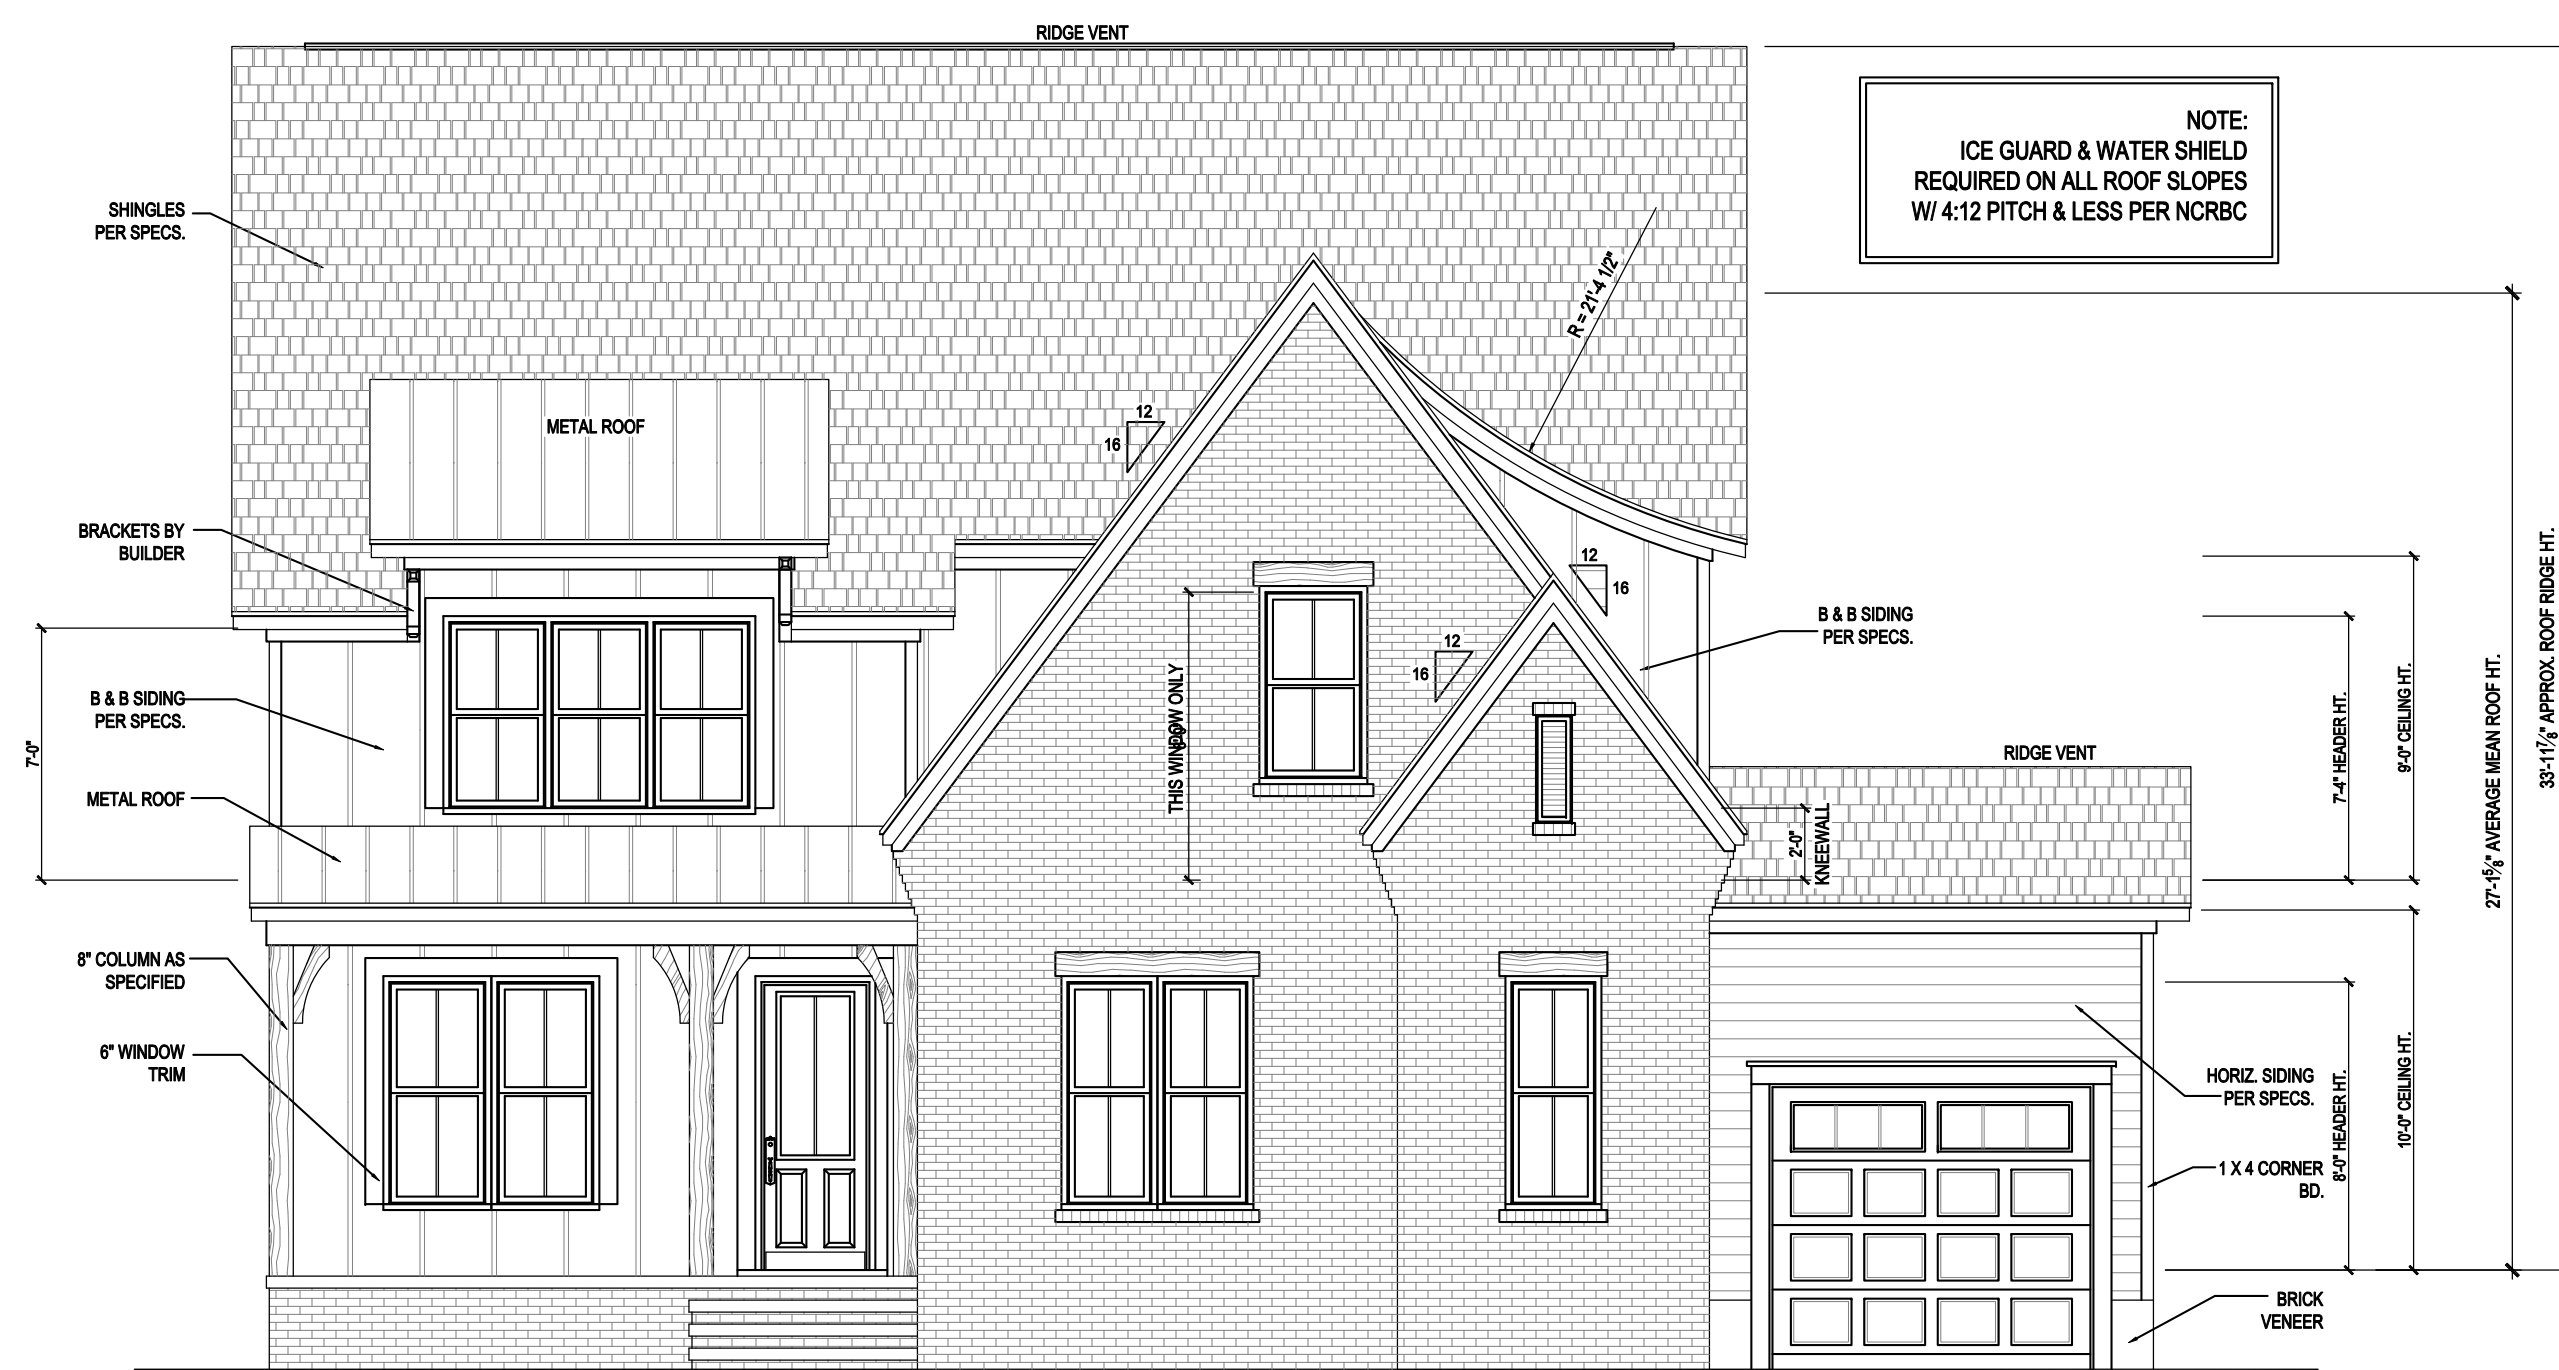 RIDGE VENT
NOTE:
ICE GUARD & WATER SHIELD
REQUIRED ON ALL ROOF SLOPES
W/ 4:12 PITCH & LESS PER NCRBC
SHINGLES
PER SPECS.
R = 21'-4 1/2"
METAL ROOF
12
16
BRACKETS BY
BUILDER
12
16
B & B SIDING
PER SPECS.
12
16
THIS WINDOW ONLY
B & B SIDING
PER SPECS.
7'-0"
METAL ROOF
RIDGE VENT
2'-0"
KNEEWALL
7'-4" HEADER HT.
9'-0" CEILING HT.
27'-1⅝" AVERAGE MEAN ROOF HT.
33'-1⅞" APPROX. ROOF RIDGE HT.
8" COLUMN AS
SPECIFIED
6" WINDOW
TRIM
HORIZ. SIDING
PER SPECS.
8'-0" HEADER HT.
10'-0" CEILING HT.
1 X 4 CORNER
BD.
BRICK
VENEER